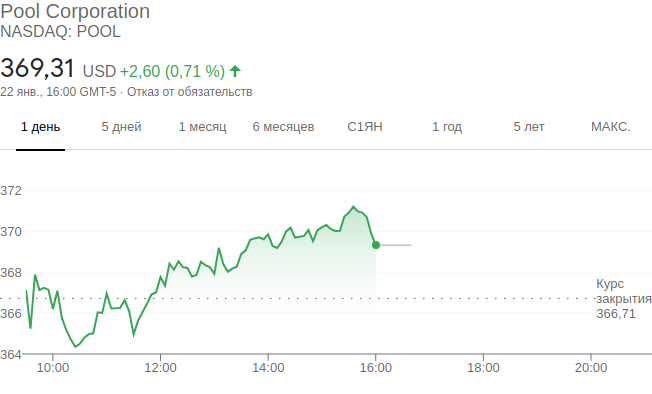 Pool Corporation
NASDAQ: POOL
369,31 USD +2,60 (0,71 %)
22 янв., 16:00 GMT-5 · Отказ от обязательств
1 день 5 дней 1 месяц 6 месяцев С1ЯН 1 год 5 лет МАКС.
372
370
368
Курс
закрытия
366,71
366
364
10:00 12:00 14:00 16:00 18:00 20:00